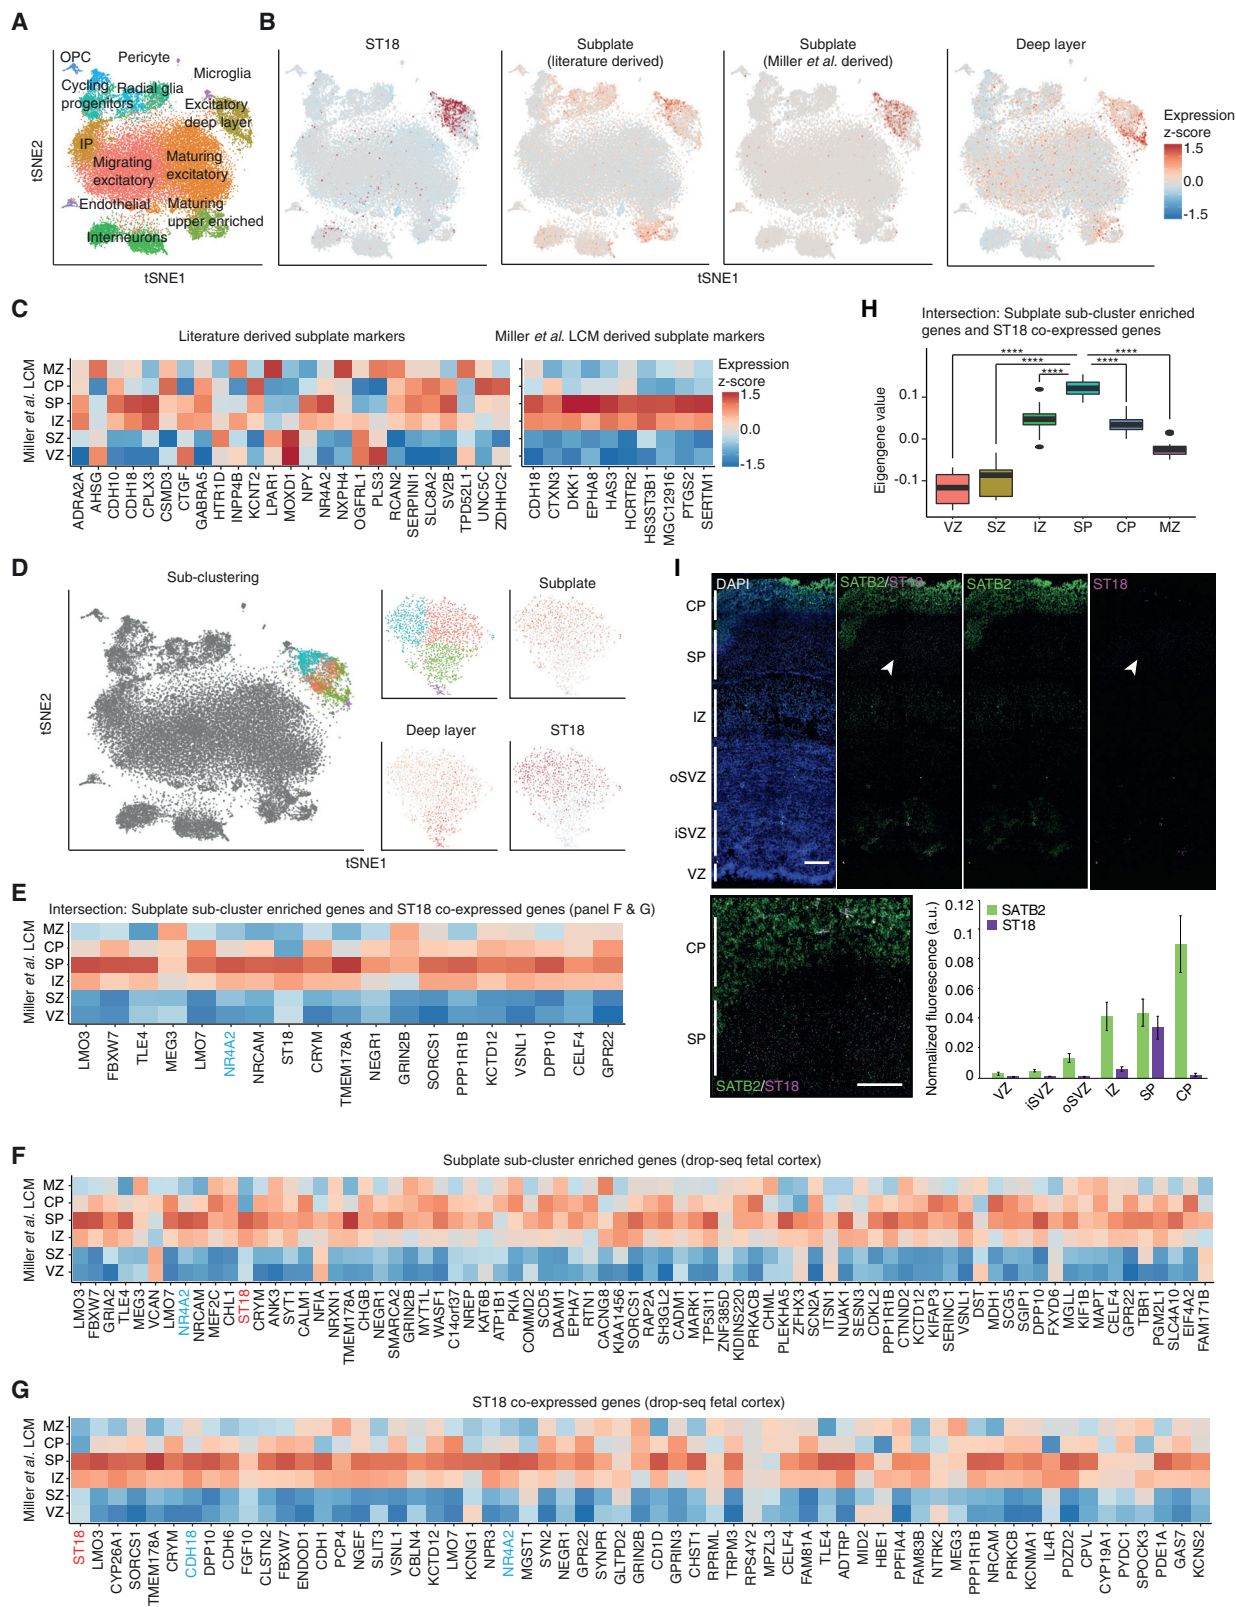 A
OPC
Pericyte
Microglia
Cycling progenitors
Radial glia
Excitatory deep layer
IP
Migrating excitatory
Maturing excitatory
Endothelial
Maturing upper enriched
Interneurons
tSNE2
tSNE1
B
ST18
Subplate (literature derived)
Subplate (Miller et al. derived)
Deep layer
Expression z-score
1.5
0.0
-1.5
tSNE1
C
Literature derived subplate markers
Miller et al. LCM derived subplate markers
Miller et al. LCM
MZ
CP
SP
IZ
SZ
VZ
Expression z-score
1.5
0.0
-1.5
ADRA2A AHSG CDH10 CDH18 CPLX3 CSMD3 CTGF GABRA5 HTR1D INPP4B KCNT2 LPAR1 MOXD1 NPY NR4A2 NXPH4 OGFRL1 PLS3 RCAN2 SERPINI1 SLC8A2 SV2B TPD52L1 UNC5C ZDHHC2
CDH18 CTXN3 DKK1 EPHA8 HAS3 HCRTR2 HS3ST3B1 MGC12916 PTGS2 SERTM1
H
Intersection: Subplate sub-cluster enriched
genes and ST18 co-expressed genes
****
****
****
****
****
Eigengene value
0.1
0.0
-0.1
VZ SZ IZ SP CP MZ
D
Sub-clustering
Subplate
Deep layer
ST18
tSNE2
tSNE1
I
DAPI
SATB2/ST18
SATB2
ST18
CP
SP
IZ
oSVZ
iSVZ
VZ
CP
SP
SATB2/ST18
Normalized fluorescence (a.u.)
0.12
0.1
0.08
0.06
0.04
0.02
0
SATB2
ST18
VZ iSVZ oSVZ IZ SP CP
E
Intersection: Subplate sub-cluster enriched genes and ST18 co-expressed genes (panel F & G)
Miller et al. LCM
MZ
CP
SP
IZ
SZ
VZ
LMO3 FBXW7 TLE4 MEG3 LMO7 NR4A2 NRCAM ST18 CRYM TMEM178A NEGR1 GRIN2B SORCS1 PPP1R1B KCTD12 VSNL1 DPP10 CELF4 GPR22
F
Subplate sub-cluster enriched genes (drop-seq fetal cortex)
Miller et al. LCM
MZ
CP
SP
IZ
SZ
VZ
LMO3 FBXW7 GRIA2 TLE4 MEG3 VCAN LMO7 NR4A2 NRCAM MEF2C CHL1 ST18 CRYM ANK3 SYT1 CALM1 NFIA NRXN1 TMEM178A CHGB NEGR1 SMARCA2 GRIN2B MYT1L WASF1 C14orf37 NREP KAT6B ATP1B1 PKIA COMMD2 SCD5 DAAM1 EPHA7 RTN1 CACNG8 KIAA1456 SORCS1 RAP2A SH3GL2 CADM1 MARK1 TP53I11 ZNF385D KIDINS220 PRKACB CHML PLEKHA5 ZFHX3 SCN2A ITSN1 NUAK1 SESN3 CDKL2 PPP1R1B CTNND2 KCTD12 KIFAP3 SERINC1 VSNL1 DST MDH1 SCG5 SGIP1 DPP10 FXYD6 MGLL KIF1B MAPT CELF4 GPR22 TBR1 PGM2L1 SLC4A10 EIF4A2 FAM171B
G
ST18 co-expressed genes (drop-seq fetal cortex)
Miller et al. LCM
MZ
CP
SP
IZ
SZ
VZ
ST18 LMO3 CYP26A1 SORCS1 TMEM178A CRYM CDH18 DPP10 CDH6 FGF10 CLSTN2 FBXW7 ENDOD1 CDH1 PCP4 NGEF SLIT3 VSNL1 CBLN4 KCTD12 LMO7 KCNG1 NPR3 NR4A2 MGST1 SYN2 NEGR1 GPR22 SYNPR GLTPD2 GRIN2B CD1D GPRIN3 CHST1 RPRML TRPM3 RPS4Y2 MPZL3 CELF4 FAM81A TLE4 ADTRP MID2 HBE1 PPFIA4 FAM83B NTRK2 MEG3 PPP1R1B NRCAM PRKCB KCNMA1 IL4R PDZD2 CPVL CYP19A1 PYDC1 SPOCK3 PDE1A GAS7 KCNS2